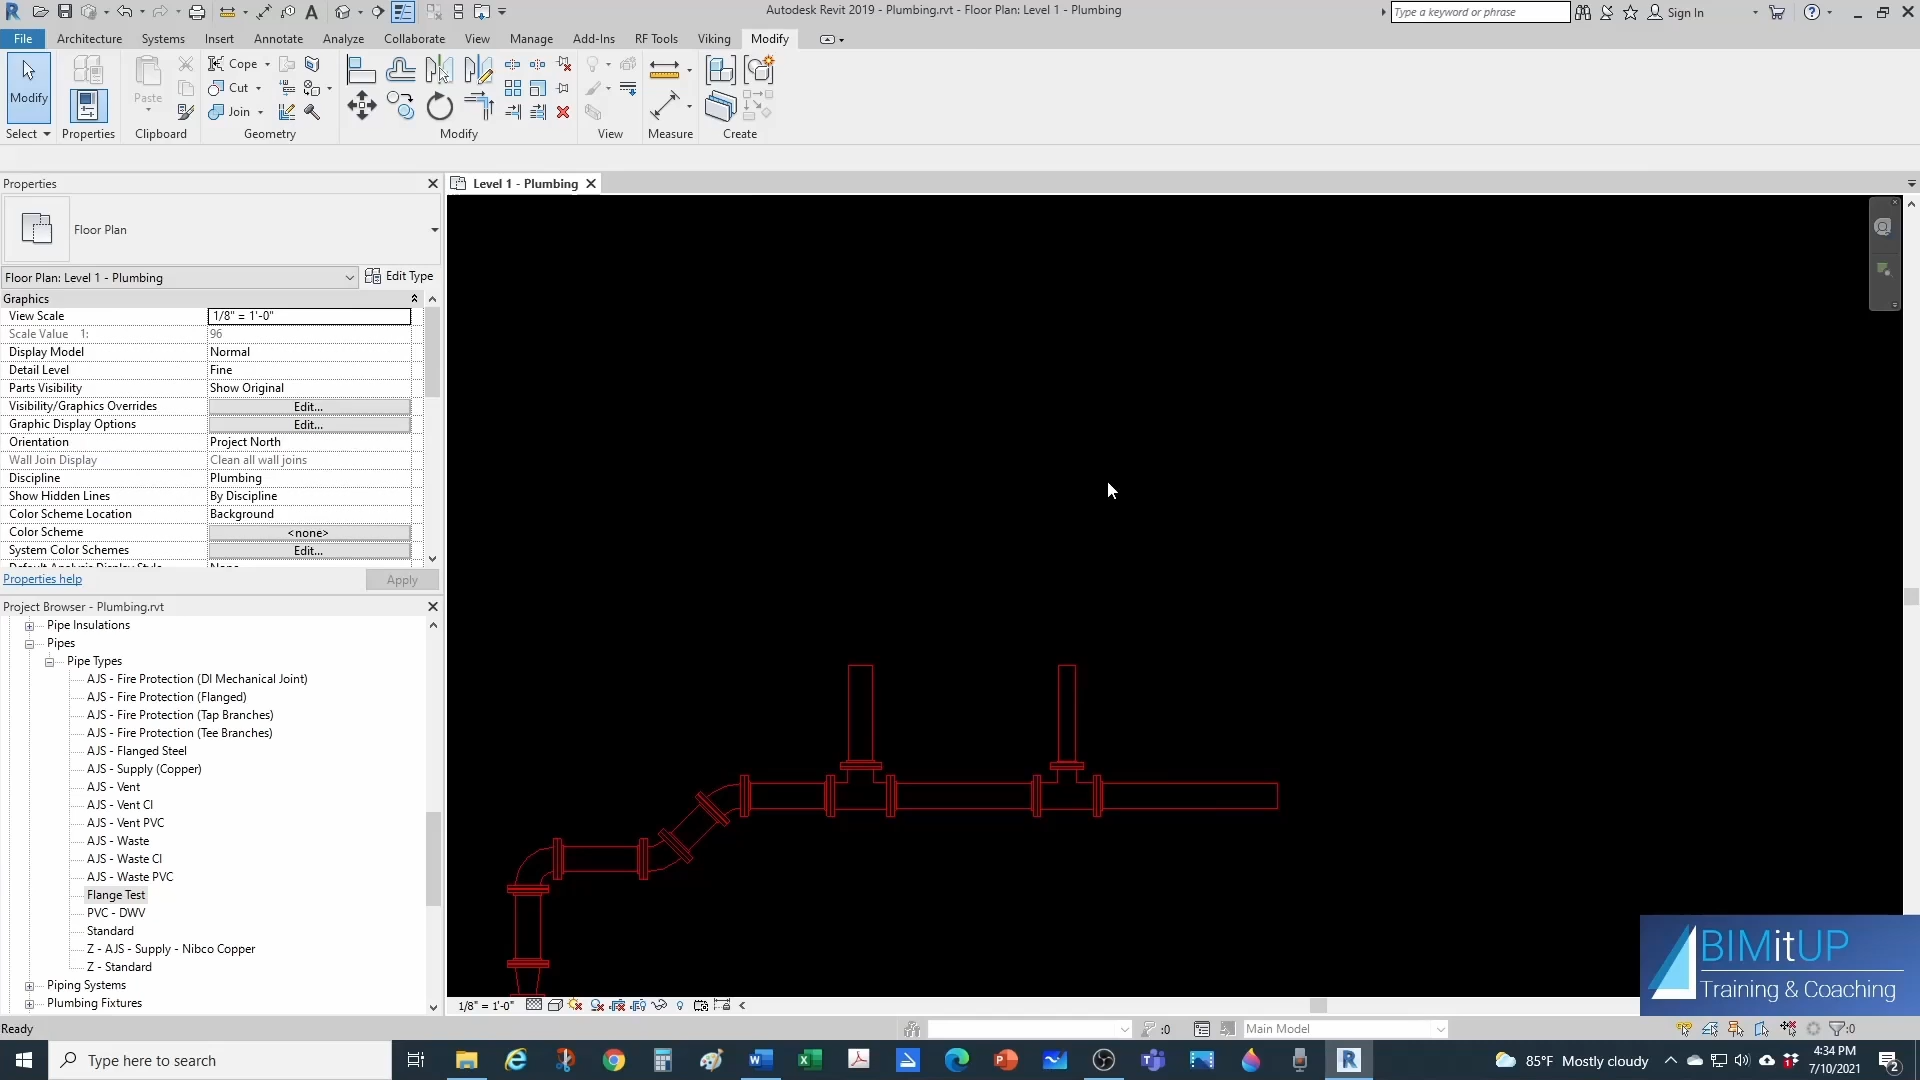 Autodesk Revit 2019 - Plumbing.rvt - Floor Plan: Level 1 - Plumbing
Type a keyword or phrase
Sign In
File
Architecture
Systems
Insert
Annotate
Analyze
Collaborate
View
Manage
Add-Ins
RF Tools
Viking
Modify
Modify
Paste
Cope
Cut
Join
Select
Properties
Clipboard
Geometry
Modify
View
Measure
Create
Properties
Level 1 - Plumbing
Floor Plan
Floor Plan: Level 1 - Plumbing
Edit Type
Graphics
View Scale 1/8" = 1'-0"
Scale Value 1: 96
Display Model Normal
Detail Level Fine
Parts Visibility Show Original
Visibility/Graphics Overrides Edit...
Graphic Display Options Edit...
Orientation Project North
Wall Join Display Clean all wall joins
Discipline Plumbing
Show Hidden Lines By Discipline
Color Scheme Location Background
Color Scheme <none>
System Color Schemes Edit...
Properties help
Apply
Project Browser - Plumbing.rvt
Pipe Insulations
Pipes
Pipe Types
AJS - Fire Protection (DI Mechanical Joint)
AJS - Fire Protection (Flanged)
AJS - Fire Protection (Tap Branches)
AJS - Fire Protection (Tee Branches)
AJS - Flanged Steel
AJS - Supply (Copper)
AJS - Vent
AJS - Vent CI
AJS - Vent PVC
AJS - Waste
AJS - Waste CI
AJS - Waste PVC
Flange Test
PVC - DWV
Standard
Z - AJS - Supply - Nibco Copper
Z - Standard
Piping Systems
Plumbing Fixtures
BIMitUP
Training & Coaching
1/8" = 1'-0"
Ready
:0
Main Model
:0
Type here to search
85°F Mostly cloudy
4:34 PM
7/10/2021
2